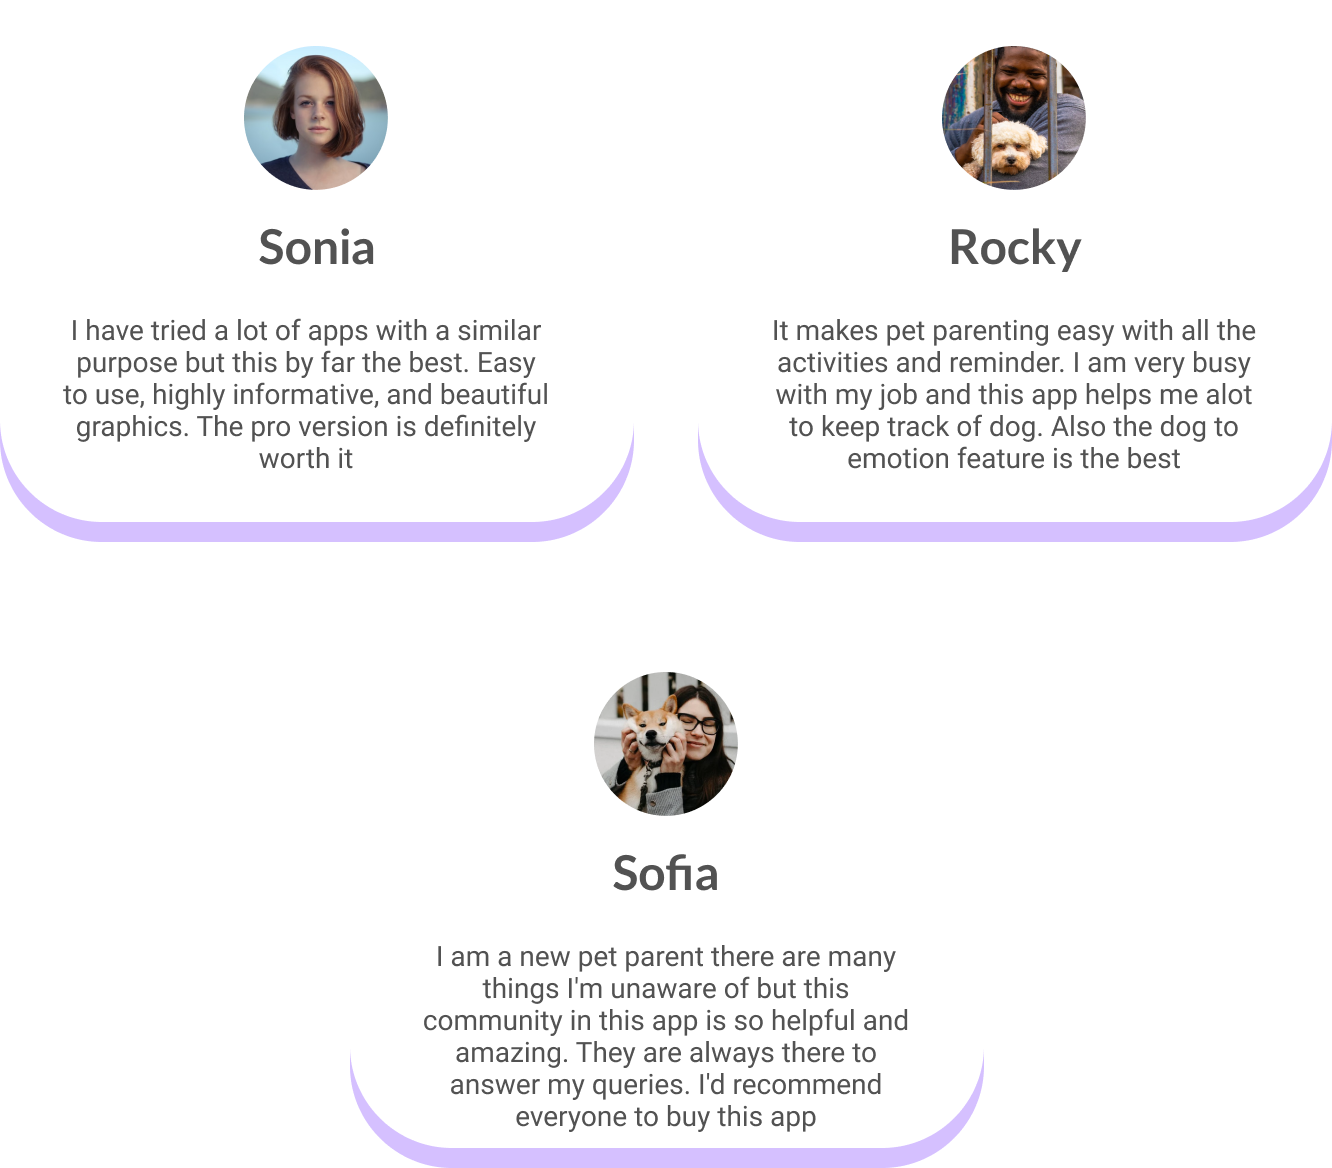 Sonia
I have tried a lot of apps with a similar
purpose but this by far the best. Easy
to use, highly informative, and beautiful
graphics. The pro version is definitely
worth it
Rocky
It makes pet parenting easy with all the
activities and reminder. I am very busy
with my job and this app helps me alot
to keep track of dog. Also the dog to
emotion feature is the best
Sofia
I am a new pet parent there are many
things I'm unaware of but this
community in this app is so helpful and
amazing. They are always there to
answer my queries. I'd recommend
everyone to buy this app